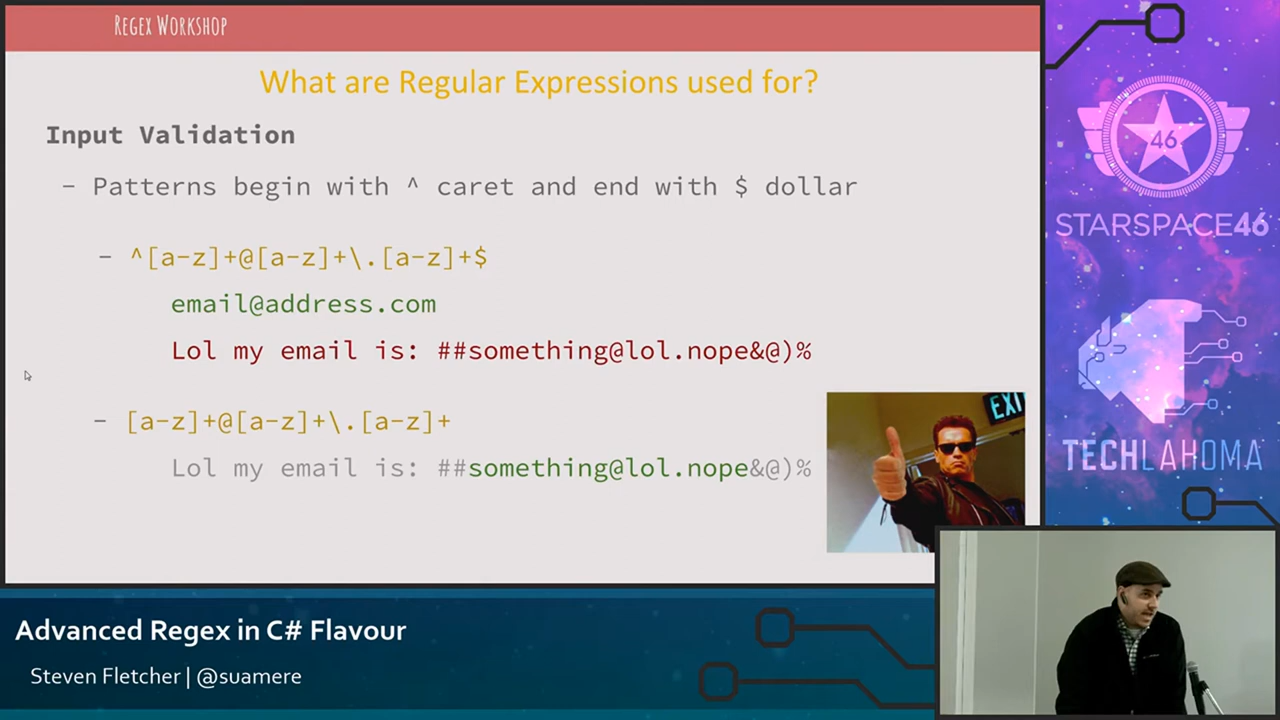 Regex Workshop
What are Regular Expressions used for?
Input Validation
– Patterns begin with ^ caret and end with $ dollar
– ^[a-z]+@[a-z]+\.[a-z]+$
email@address.com
Lol my email is: ##something@lol.nope&@)%
– [a-z]+@[a-z]+\.[a-z]+
Lol my email is: ##something@lol.nope&@)%
EXI
46
STARSPACE46
TECHLAHOMA
Advanced Regex in C# Flavour
Steven Fletcher | @suamere